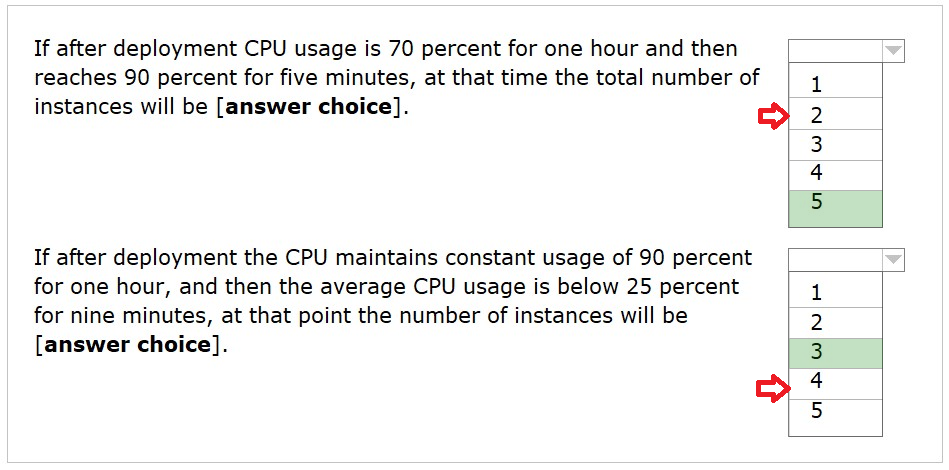 If after deployment CPU usage is 70 percent for one hour and then
reaches 90 percent for five minutes, at that time the total number of
instances will be [answer choice].
1
2
3
4
5
If after deployment the CPU maintains constant usage of 90 percent
for one hour, and then the average CPU usage is below 25 percent
for nine minutes, at that point the number of instances will be
[answer choice].
1
2
3
4
5